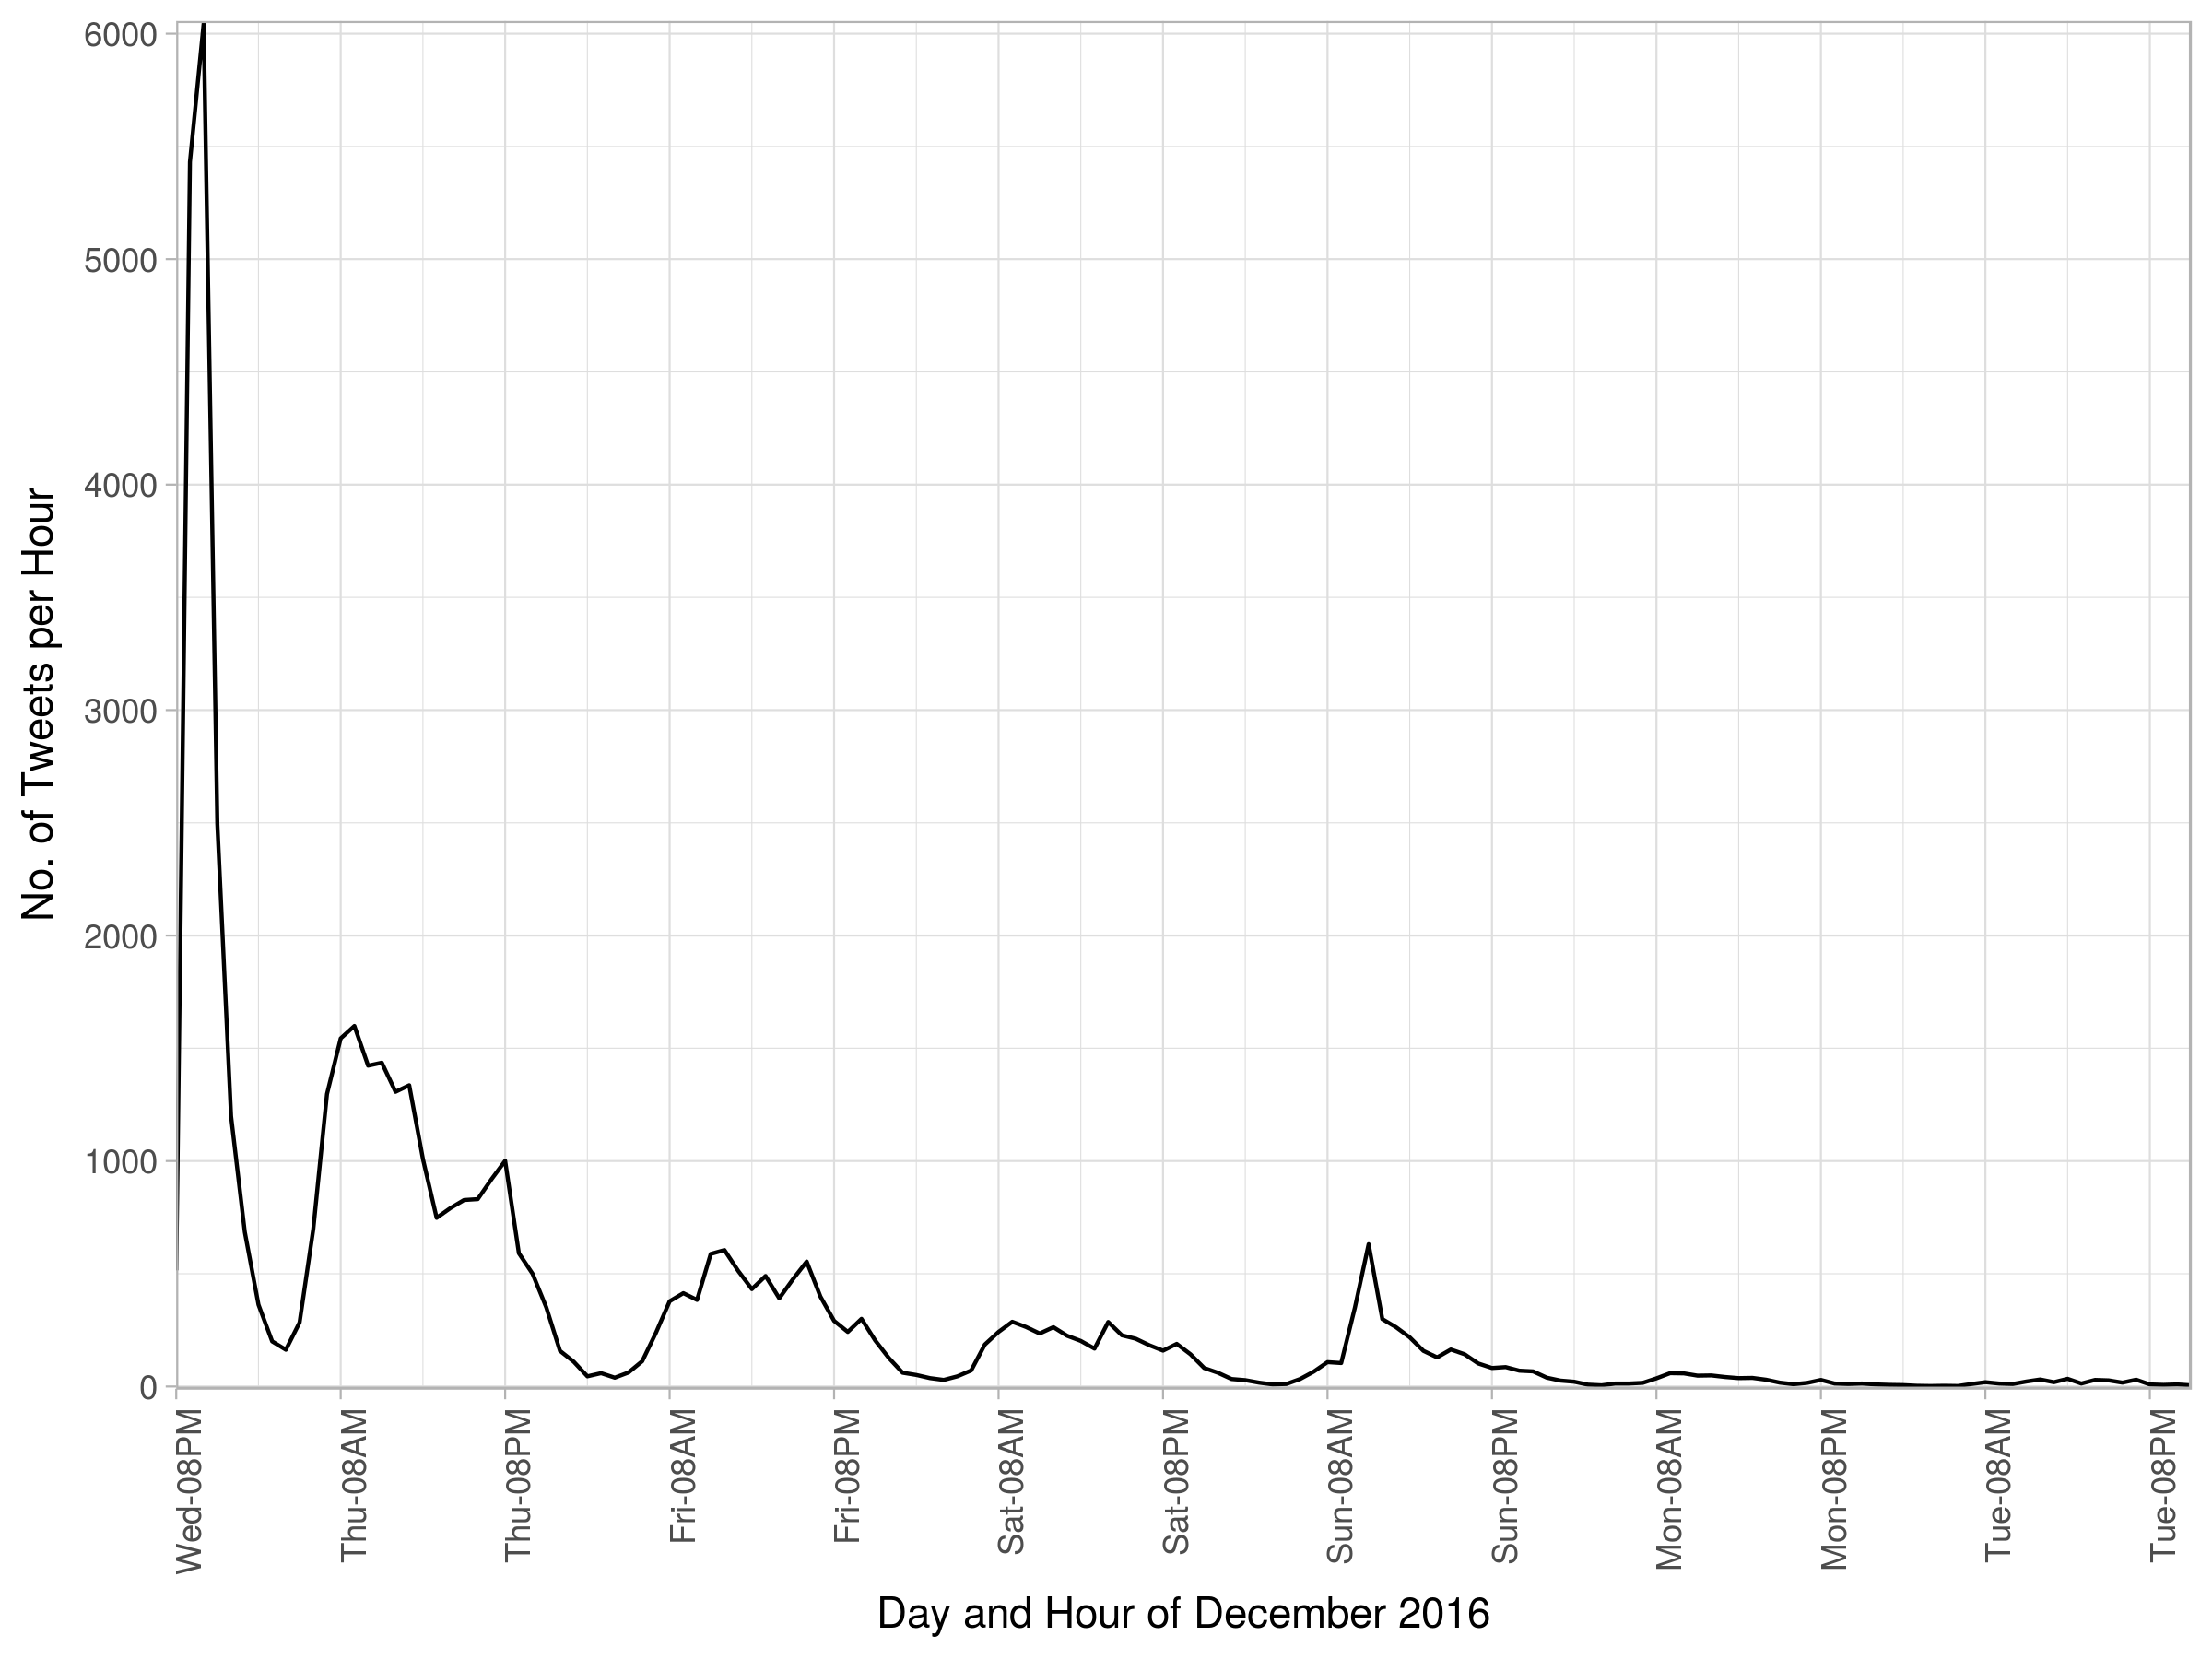 No. of Tweets per Hour
6000
5000
4000
3000
2000
1000
0
Wed-08PM
Thu-08AM
Thu-08PM
Fri-08AM
Fri-08PM
Sat-08AM
Sat-08PM
Sun-08AM
Sun-08PM
Mon-08AM
Mon-08PM
Tue-08AM
Tue-08PM
Day and Hour of December 2016